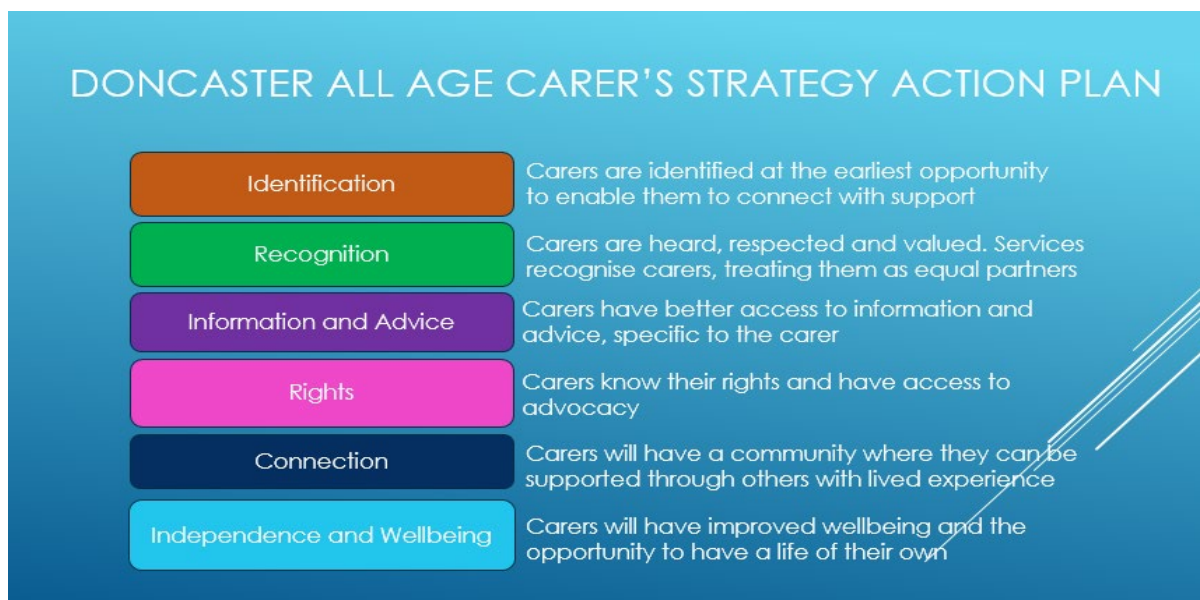 DONCASTER ALL AGE CARER'S STRATEGY ACTION PLAN
Identification
Carers are identified at the earliest opportunity
to enable them to connect with support
Recognition
Carers are heard, respected and valued. Services
recognise carers, treating them as equal partners
Information and Advice
Carers have better access to information and
advice, specific to the carer
Rights
Carers know their rights and have access to
advocacy
Connection
Carers will have a community where they can be
supported through others with lived experience
Independence and Wellbeing
Carers will have improved wellbeing and the
opportunity to have a life of their own